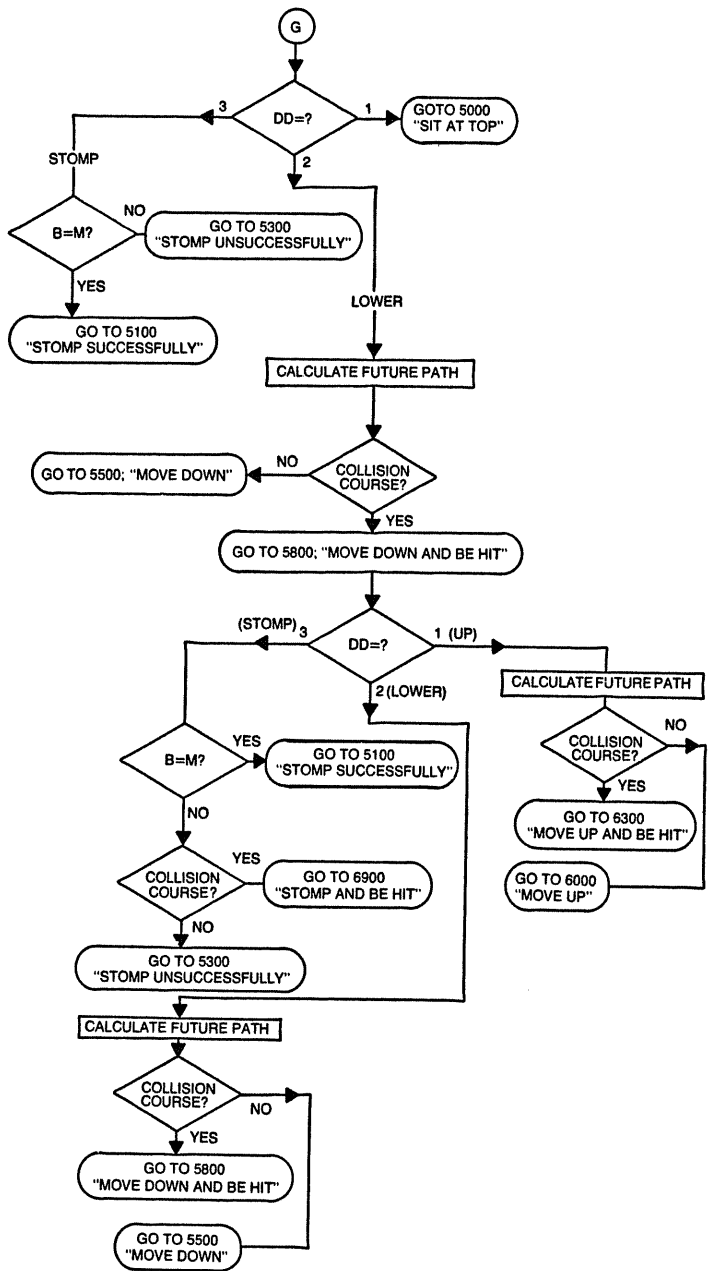 G
DD=?
3
1
2
GOTO 5000
"SIT AT TOP"
STOMP
B=M?
NO
GO TO 5300
"STOMP UNSUCCESSFULLY"
YES
GO TO 5100
"STOMP SUCCESSFULLY"
LOWER
CALCULATE FUTURE PATH
COLLISION
COURSE?
NO
GO TO 5500; "MOVE DOWN"
YES
GO TO 5800; "MOVE DOWN AND BE HIT"
DD=?
(STOMP) 3
1 (UP)
2 (LOWER)
CALCULATE FUTURE PATH
COLLISION
COURSE?
NO
YES
GO TO 6300
"MOVE UP AND BE HIT"
GO TO 6000
"MOVE UP"
B=M?
YES
GO TO 5100
"STOMP SUCCESSFULLY"
NO
COLLISION
COURSE?
YES
GO TO 6900
"STOMP AND BE HIT"
NO
GO TO 5300
"STOMP UNSUCCESSFULLY"
CALCULATE FUTURE PATH
COLLISION
COURSE?
NO
YES
GO TO 5800
"MOVE DOWN AND BE HIT"
GO TO 5500
"MOVE DOWN"